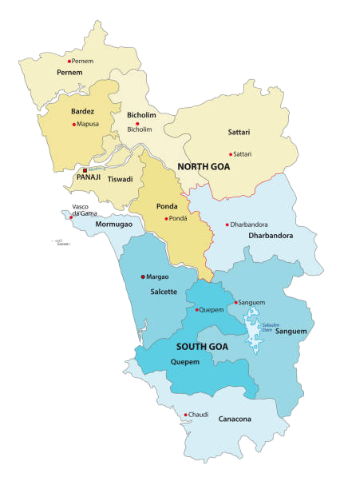 Pernem
Pernem
Bardez
Mapusa
Bicholim
Bicholim
Sattari
Sattari
NORTH GOA
PANAJI
Tiswadi
Ponda
Ponda
Vasco
da Gama
Mormugao
Dharbandora
Dharbandora
Margao
Salcette
Sanguem
Quepem
Sanguem
SOUTH GOA
Quepem
Chaudi
Canacona